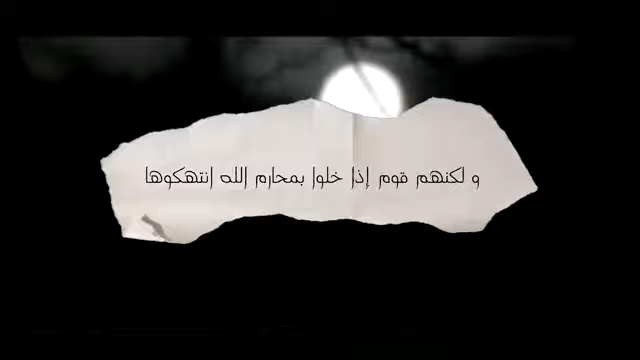 و لكنهم قوم إذا خلوا بمحارم الله انتهكوها